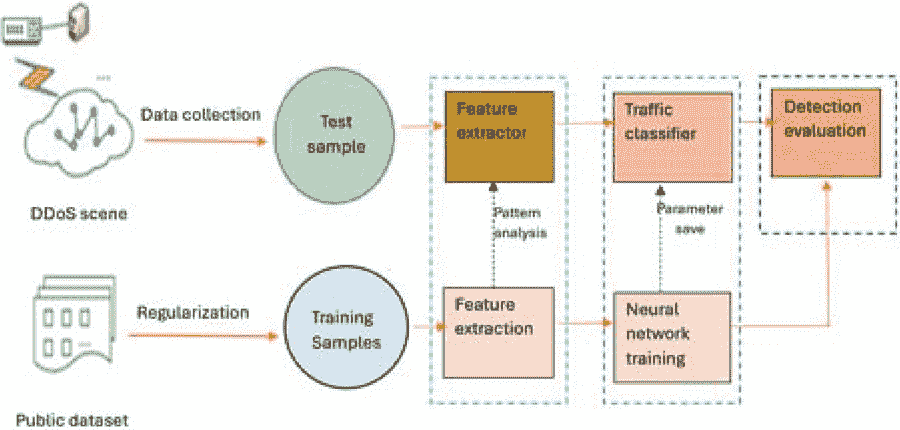 ...
Data collection
Test
sample
Feature
extractor
Traffic
classifier
Detection
evaluation
DDoS scene
Pattern
analysis
Parameter
save
Regularization
Training
Samples
Feature
extraction
Neural
network
training
Public dataset